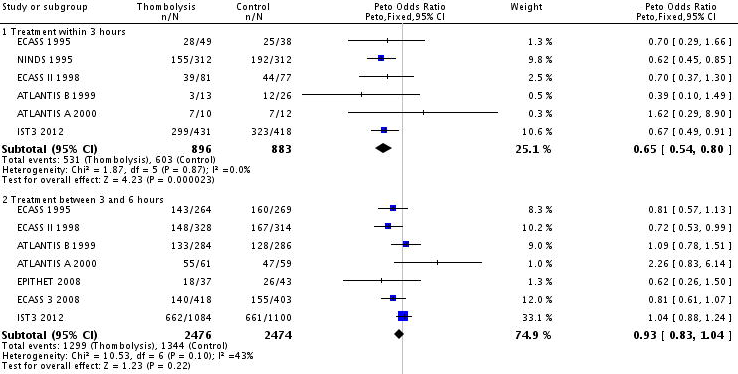 Study or subgroup Thombolysis Control Peto Odds Ratio Weight Peto Odds Ratio
n/N n/N Peto,Fixed,95% CI Peto,Fixed,95% CI
1 Treatment within 3 hours
ECASS 1995 28/49 25/38 1.3 % 0.70 [ 0.29, 1.66 ]
NINDS 1995 155/312 192/312 9.8 % 0.62 [ 0.45, 0.85 ]
ECASS II 1998 39/81 44/77 2.5 % 0.70 [ 0.37, 1.30 ]
ATLANTIS B 1999 3/13 12/26 0.5 % 0.39 [ 0.10, 1.49 ]
ATLANTIS A 2000 7/10 7/12 0.3 % 1.62 [ 0.29, 8.90 ]
IST3 2012 299/431 323/418 10.6 % 0.67 [ 0.49, 0.91 ]
Subtotal (95% CI) 896 883 25.1 % 0.65 [ 0.54, 0.80 ]
Total events: 531 (Thombolysis), 603 (Control)
Heterogeneity: Chi² = 1.87, df = 5 (P = 0.87); I² =0.0%
Test for overall effect: Z = 4.23 (P = 0.000023)
2 Treatment between 3 and 6 hours
ECASS 1995 143/264 160/269 8.3 % 0.81 [ 0.57, 1.13 ]
ECASS II 1998 148/328 167/314 10.2 % 0.72 [ 0.53, 0.99 ]
ATLANTIS B 1999 133/284 128/286 9.0 % 1.09 [ 0.78, 1.51 ]
ATLANTIS A 2000 55/61 47/59 1.0 % 2.26 [ 0.83, 6.14 ]
EPITHET 2008 18/37 26/43 1.3 % 0.62 [ 0.26, 1.50 ]
ECASS 3 2008 140/418 155/403 12.0 % 0.81 [ 0.61, 1.07 ]
IST3 2012 662/1084 661/1100 33.1 % 1.04 [ 0.88, 1.24 ]
Subtotal (95% CI) 2476 2474 74.9 % 0.93 [ 0.83, 1.04 ]
Total events: 1299 (Thombolysis), 1344 (Control)
Heterogeneity: Chi² = 10.53, df = 6 (P = 0.10); I² =43%
Test for overall effect: Z = 1.23 (P = 0.22)